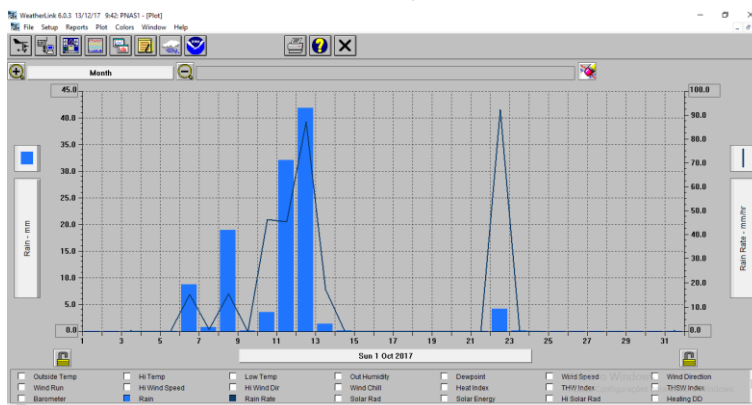 WeatherLink 6.0.3 13/12/17 9:42: PNAS1 - [Plot]
File Setup Reports Plot Colors Window Help
Month
45.0
40.0
35.0
30.0
25.0
20.0
15.0
10.0
5.0
0.0
Rain - mm
100.0
90.0
80.0
70.0
60.0
50.0
40.0
30.0
20.0
10.0
0.0
Rain Rate - mm/hr
1 3 5 7 9 11 13 15 17 19 21 23 25 27 29 31
Sun 1 Oct 2017
Outside Temp Hi Temp Low Temp Out Humidity Dewpoint Wind Speed Wind Direction
Wind Run Hi Wind Speed Hi Wind Dir Wind Chill Heat Index THW Index THSW Index
Barometer Rain Rain Rate Solar Rad Solar Energy Hi Solar Rad Heating DD